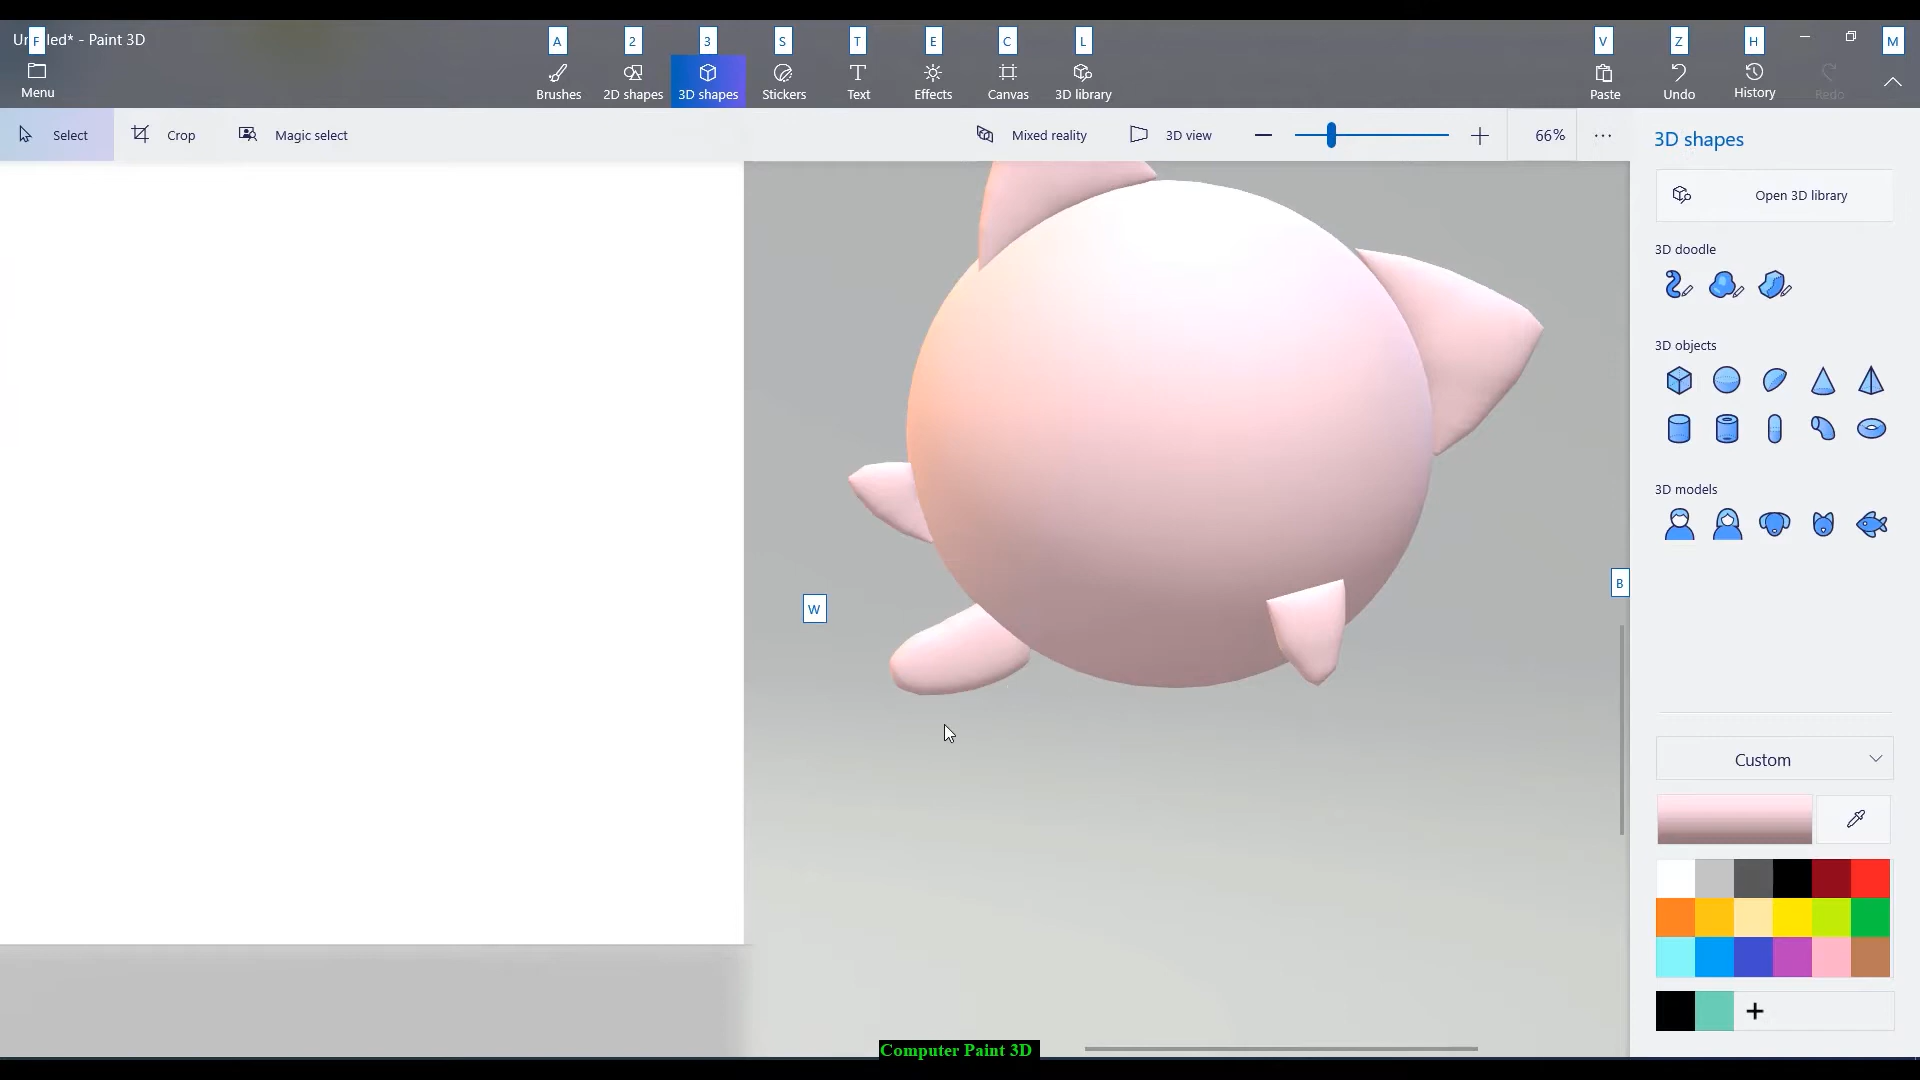 Un led* - Paint 3D
F
A
2
3
S
T
E
C
L
V
Z
H
M
Menu
Brushes
2D shapes
3D shapes
Stickers
Text
Effects
Canvas
3D library
Paste
Undo
History
Redo
Select
Crop
Magic select
Mixed reality
3D view
66%
3D shapes
Open 3D library
3D doodle
3D objects
3D models
W
B
Custom
Computer Paint 3D